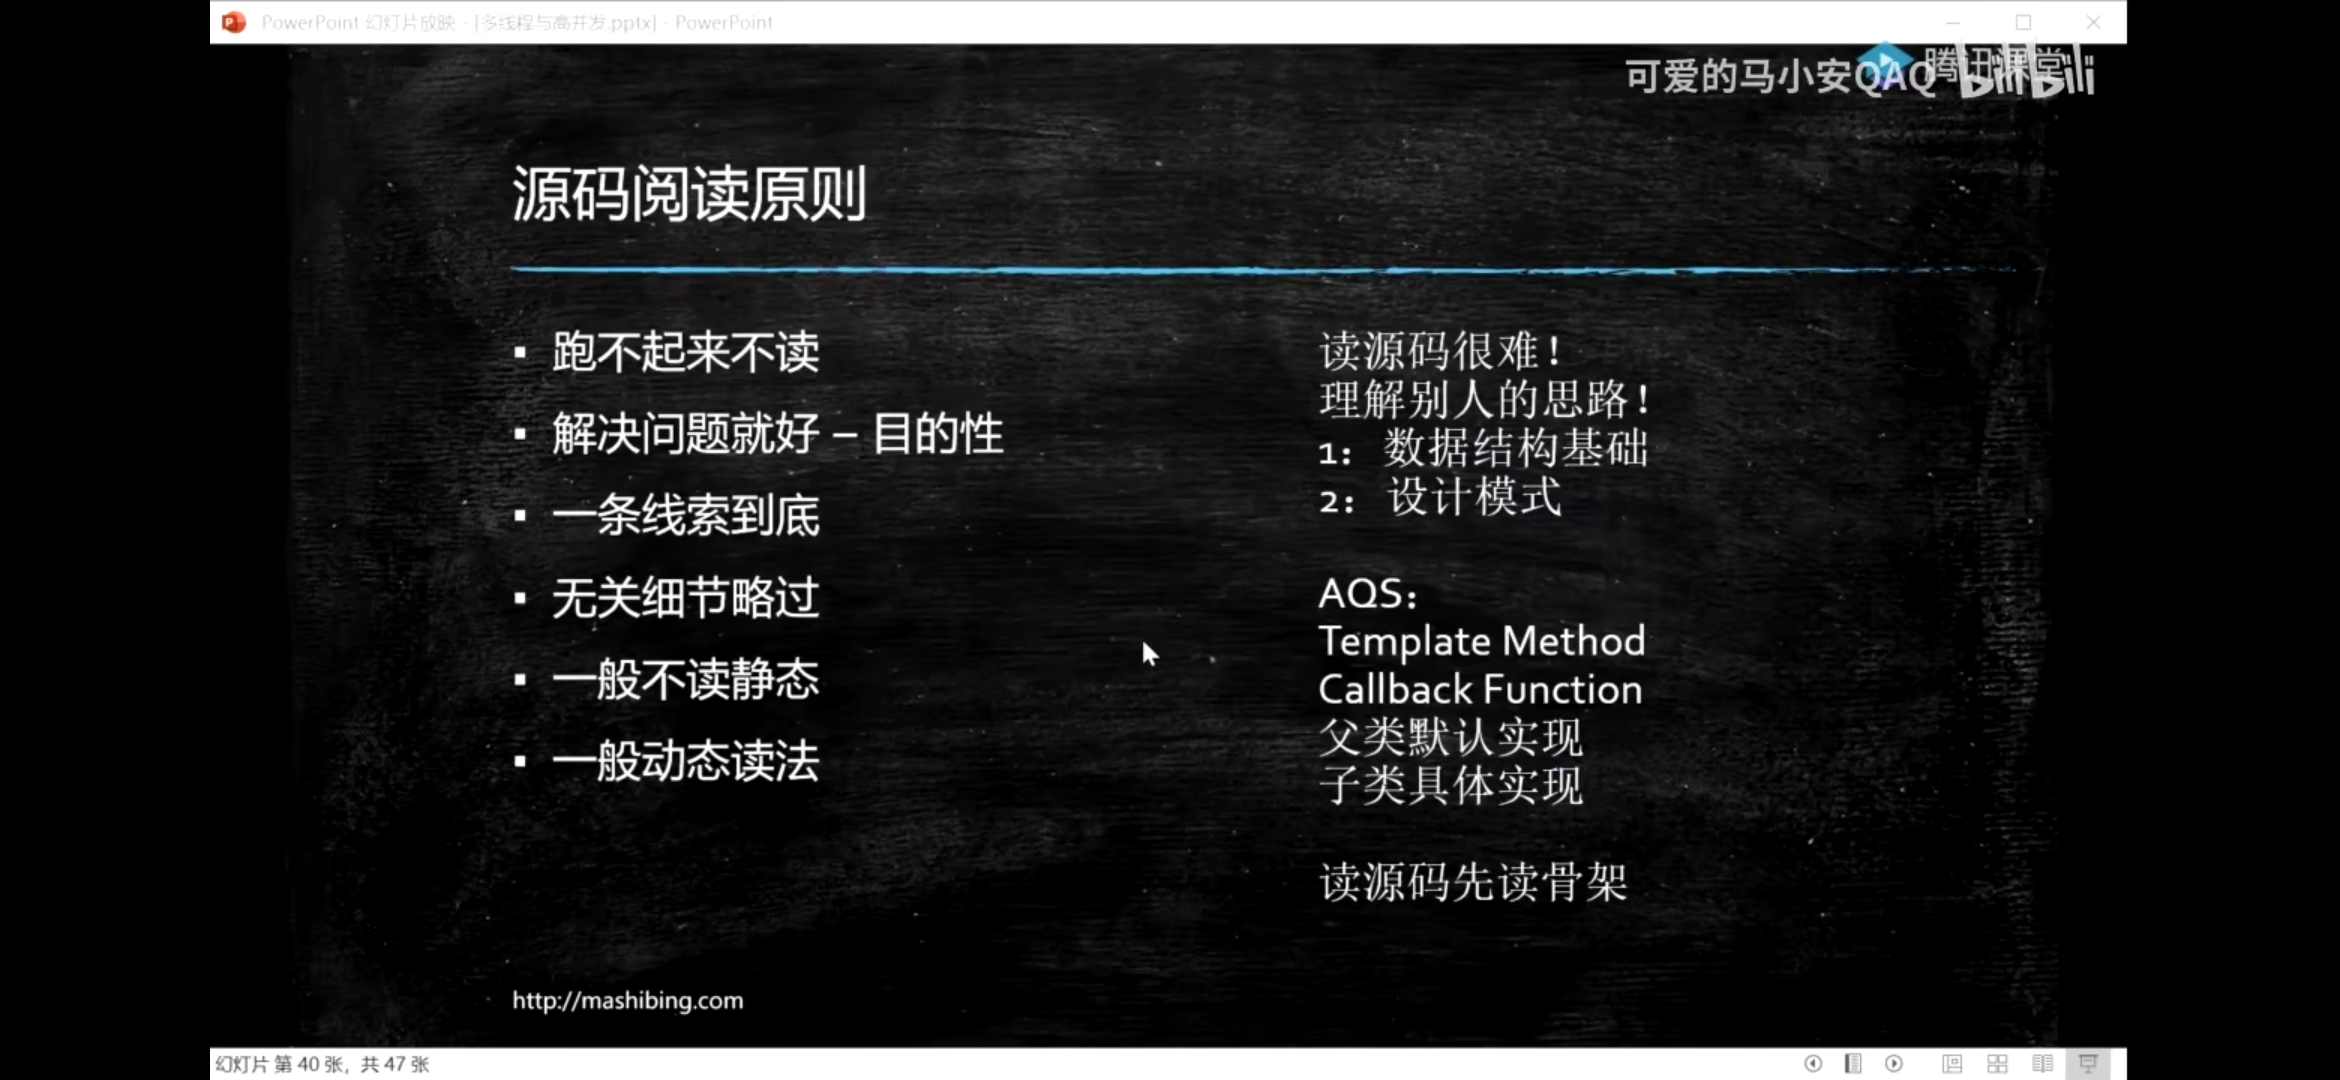 PowerPoint 幻灯片放映 - [多线程与高并发.pptx] - PowerPoint
可爱的马小安QAQ
腾讯课堂
bilibili
源码阅读原则
▪ 跑不起来不读
▪ 解决问题就好 – 目的性
▪ 一条线索到底
▪ 无关细节略过
▪ 一般不读静态
▪ 一般动态读法
读源码很难！
理解别人的思路！
1： 数据结构基础
2： 设计模式
AQS：
Template Method
Callback Function
父类默认实现
子类具体实现
读源码先读骨架
http://mashibing.com
幻灯片 第 40 张，共 47 张